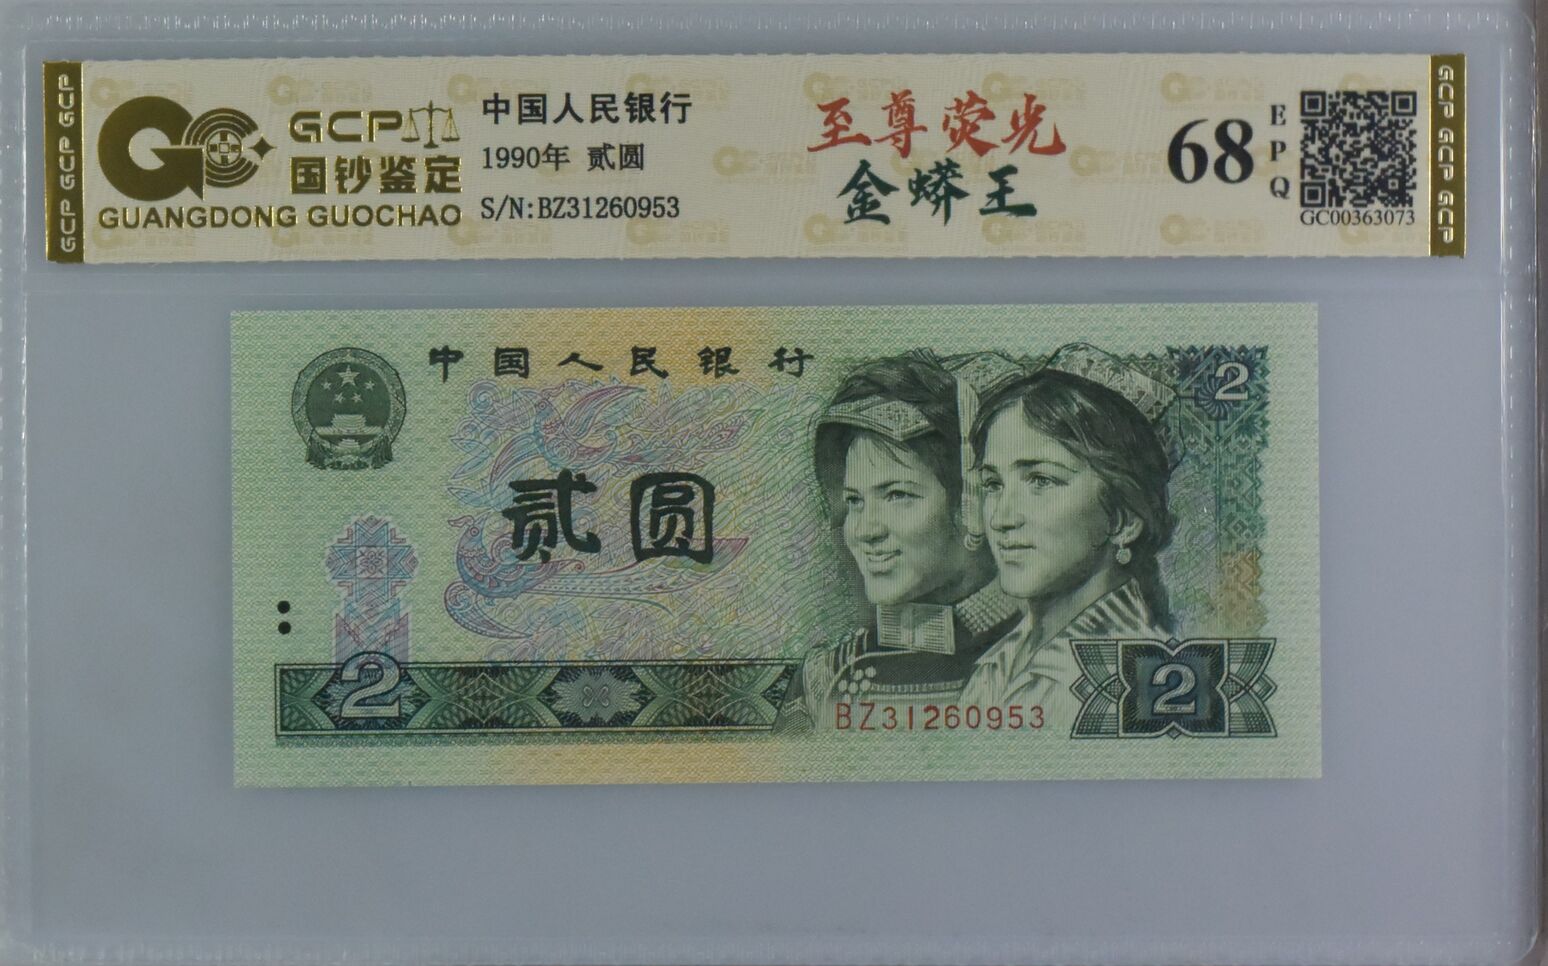 GCP GCP GCP
GCP
国钞鉴定
GUANGDONG GUOCHAO
中国人民银行
1990年 贰圆
S/N:BZ31260953
至尊荧光
金蟒王
68
EPQ
GC00363073
GCP GCP GCP
中国人民银行
2
贰圆
2
BZ31260953
2